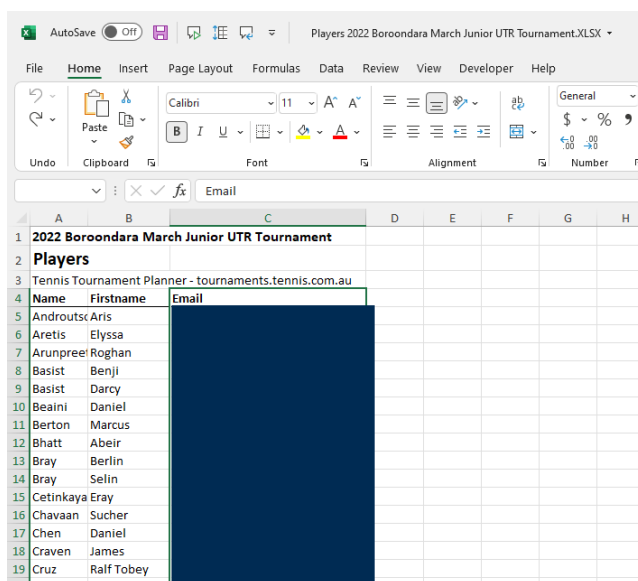 AutoSave Off Players 2022 Boroondara March Junior UTR Tournament.XLSX
File Home Insert Page Layout Formulas Data Review View Developer Help
Paste
Calibri 11 A A
B I U A
ab
General
$ % 9
Undo Clipboard Font Alignment Number
fx Email
A B C D E F G H
1 2022 Boroondara March Junior UTR Tournament
2 Players
3 Tennis Tournament Planner - tournaments.tennis.com.au
4 Name Firstname Email
5 Androutso Aris
6 Aretis Elyssa
7 Arunpreet Roghan
8 Basist Benji
9 Basist Darcy
10 Beaini Daniel
11 Berton Marcus
12 Bhatt Abeir
13 Bray Berlin
14 Bray Selin
15 Cetinkaya Eray
16 Chavaan Sucher
17 Chen Daniel
18 Craven James
19 Cruz Ralf Tobey